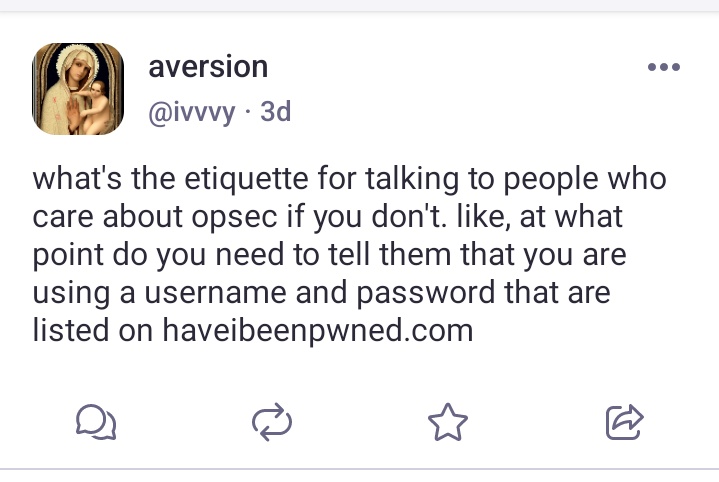 aversion
@ivvvy · 3d
what's the etiquette for talking to people who
care about opsec if you don't. like, at what
point do you need to tell them that you are
using a username and password that are
listed on haveibeenpwned.com